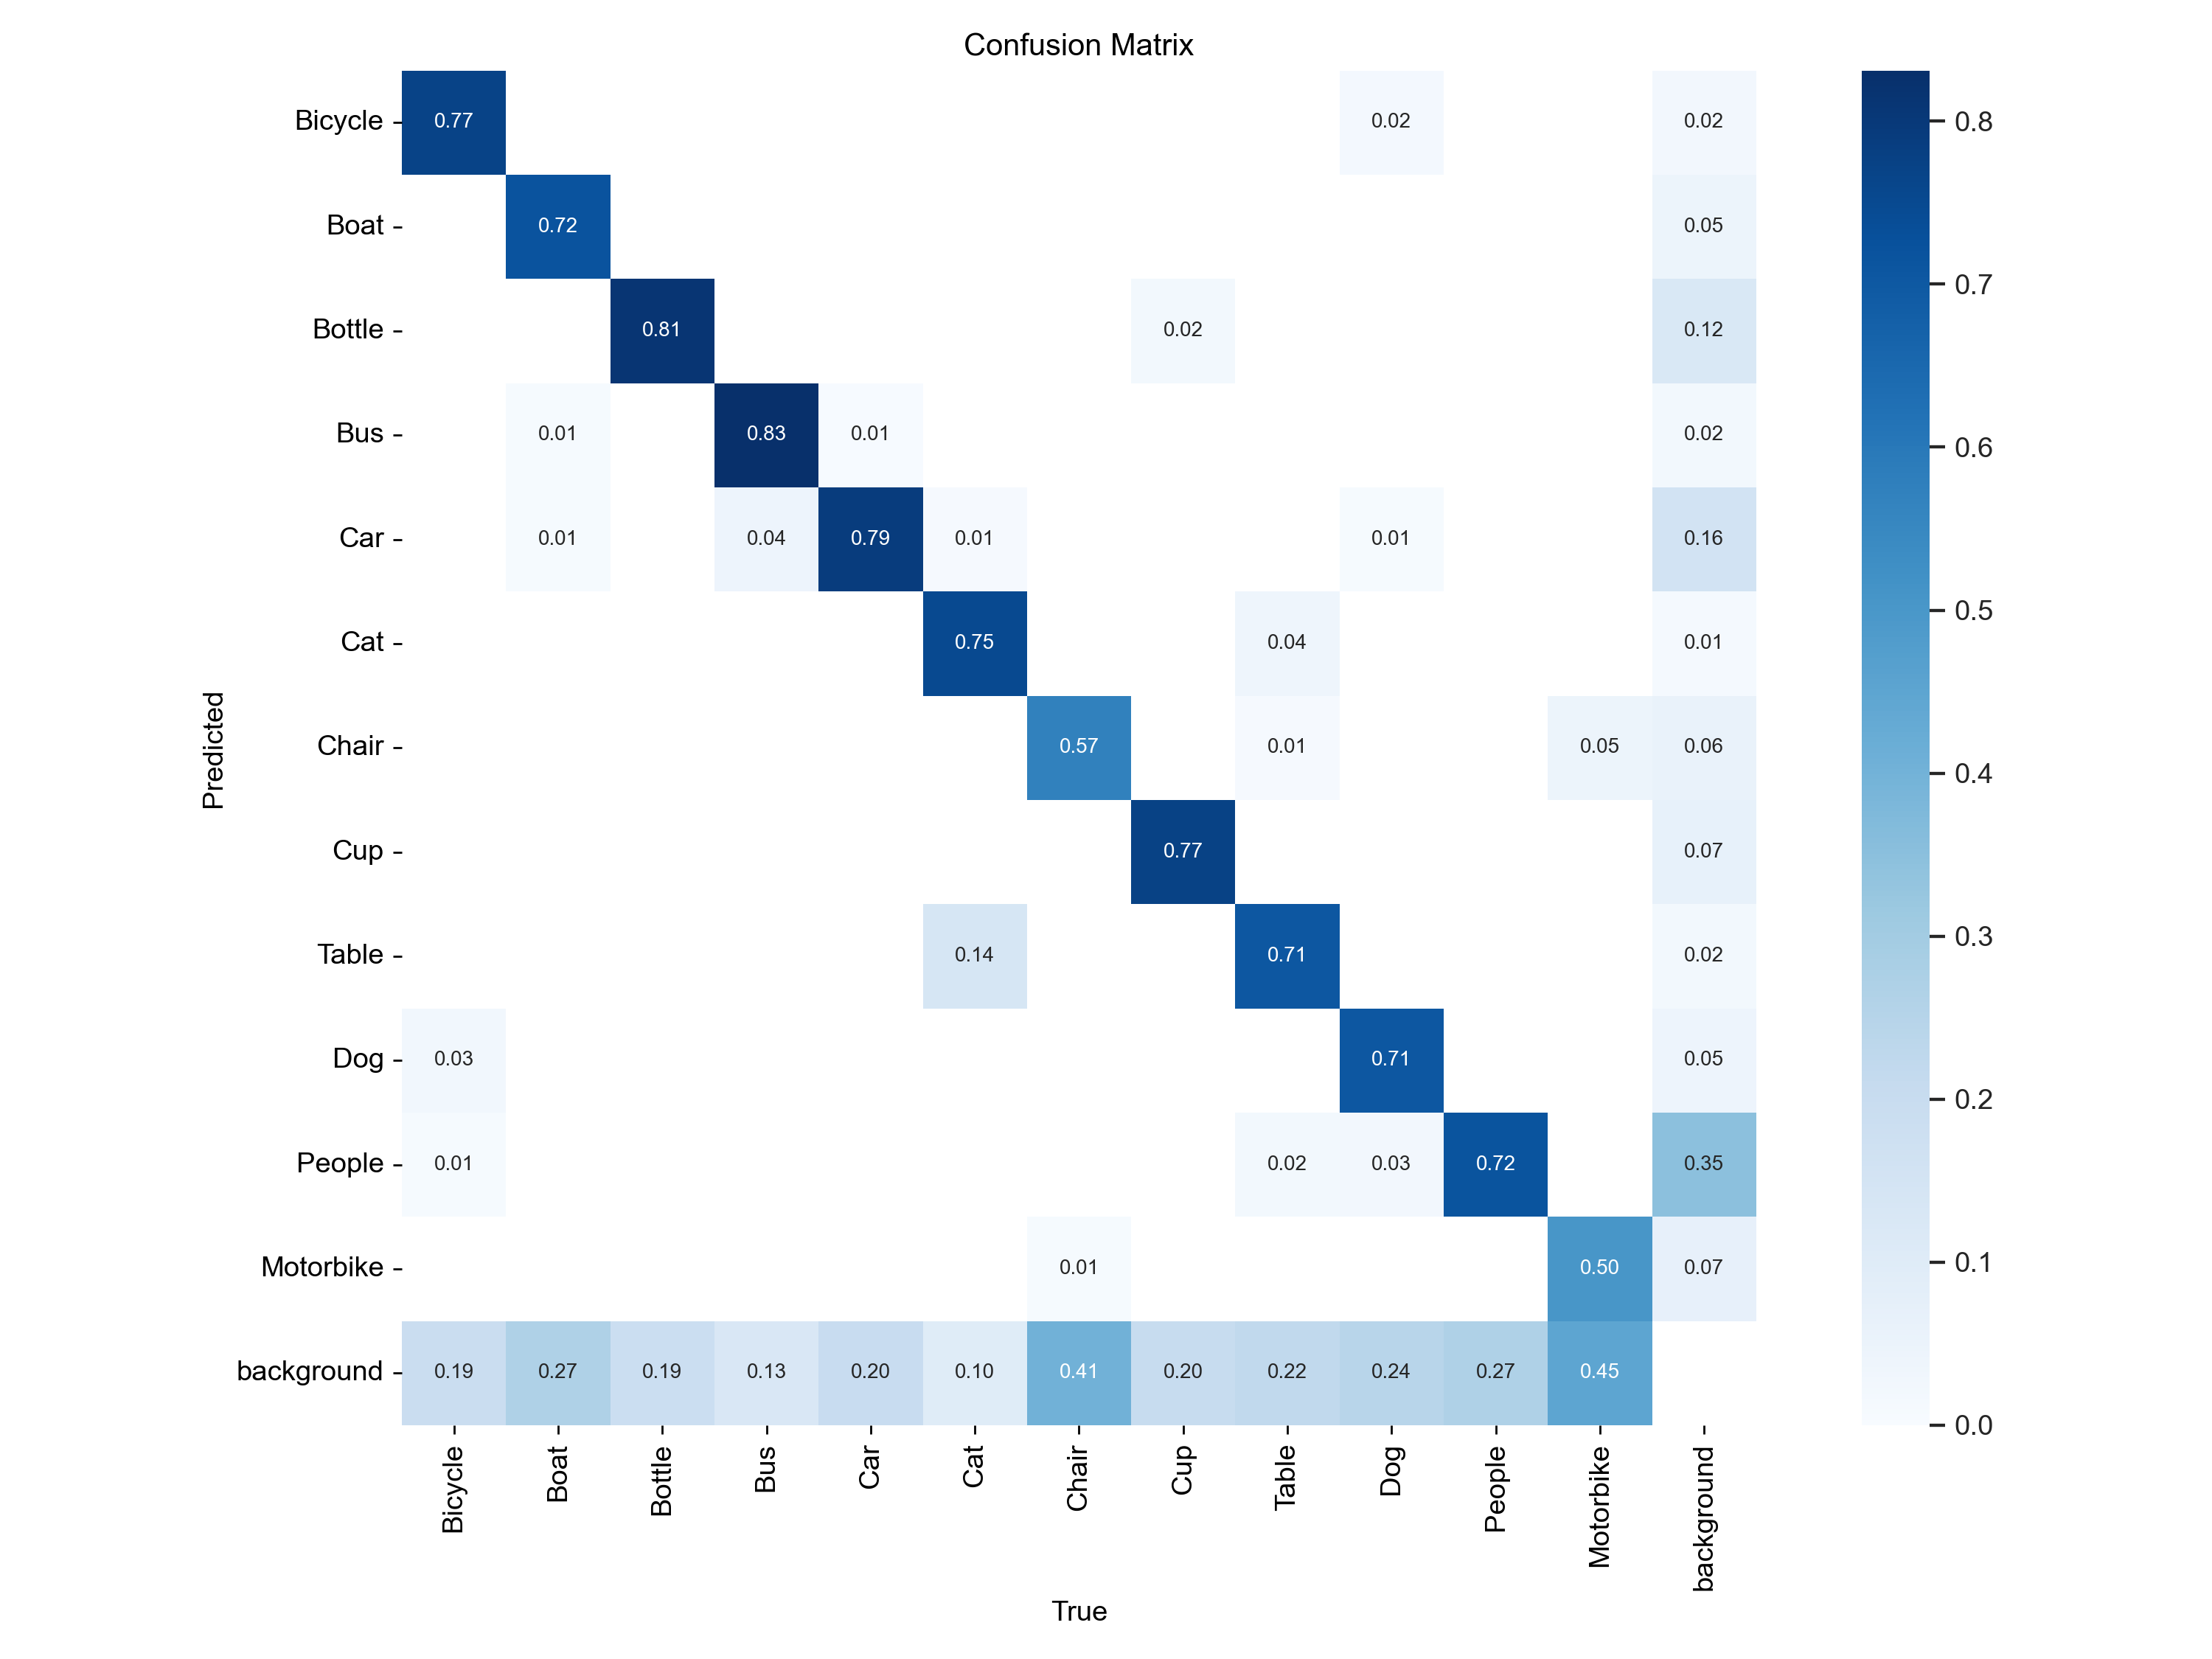 Confusion Matrix
Bicycle 0.77 0.02 0.02 0.8
Boat 0.72 0.05
0.7
Bottle 0.81 0.02 0.12
Bus 0.01 0.83 0.01 0.02 0.6
Car 0.01 0.04 0.79 0.01 0.01 0.16
0.5
Cat 0.75 0.04 0.01
Predicted
Chair 0.57 0.01 0.05 0.06
0.4
Cup 0.77 0.07
0.3
Table 0.14 0.71 0.02
Dog 0.03 0.71 0.05
0.2
People 0.01 0.02 0.03 0.72 0.35
Motorbike 0.01 0.50 0.07 0.1
background 0.19 0.27 0.19 0.13 0.20 0.10 0.41 0.20 0.22 0.24 0.27 0.45
0.0
Bicycle Boat Bottle Bus Car Cat Chair Cup Table Dog People Motorbike background
True